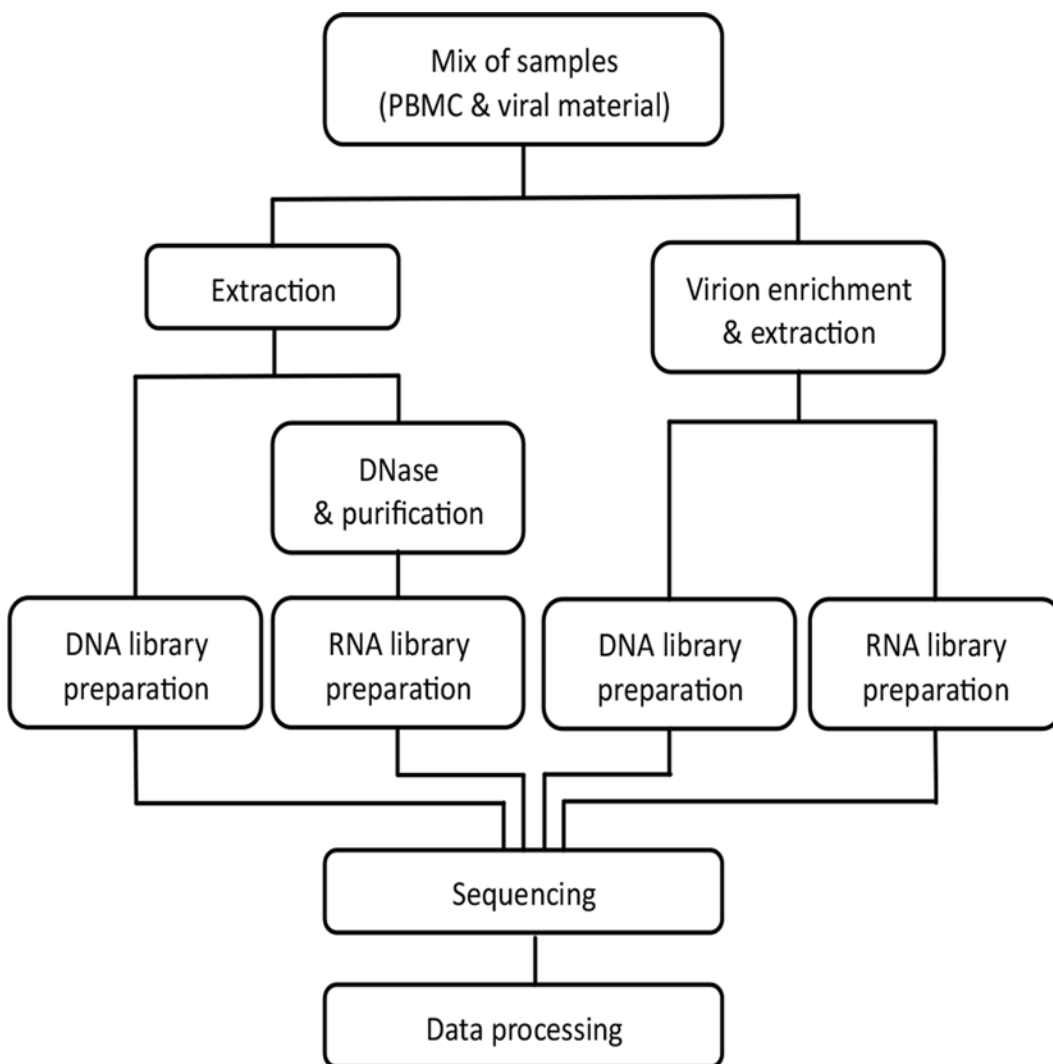 Mix of samples
(PBMC & viral material)
Extraction
Virion enrichment
& extraction
DNase
& purification
DNA library
preparation
RNA library
preparation
DNA library
preparation
RNA library
preparation
Sequencing
Data processing